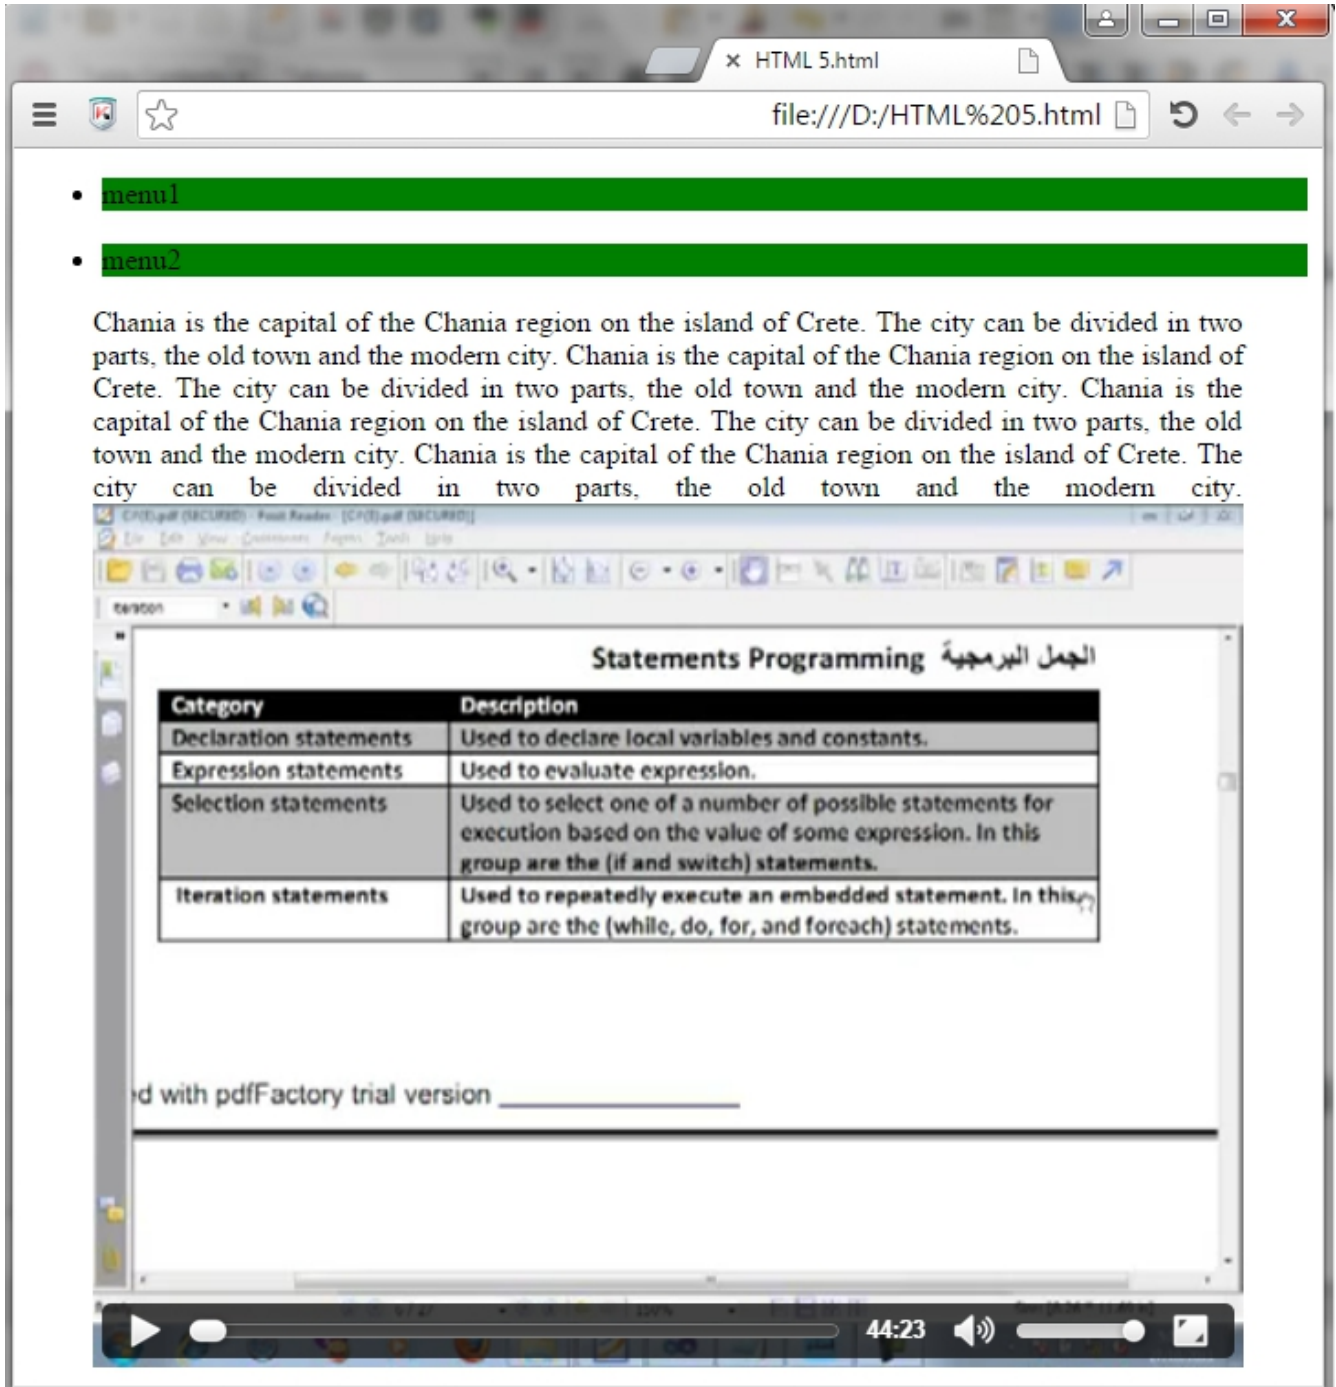 HTML 5.html
file:///D:/HTML%205.html
menu1
menu2
Chania is the capital of the Chania region on the island of Crete. The city can be divided in two
parts, the old town and the modern city. Chania is the capital of the Chania region on the island of
Crete. The city can be divided in two parts, the old town and the modern city. Chania is the
capital of the Chania region on the island of Crete. The city can be divided in two parts, the old
town and the modern city. Chania is the capital of the Chania region on the island of Crete. The
city can be divided in two parts, the old town and the modern city.
File Edit View Comments Forms Tools Help
iteration
Statements Programming الجمل البرمجية
Category Description
Declaration statements Used to declare local variables and constants.
Expression statements Used to evaluate expression.
Selection statements Used to select one of a number of possible statements for
execution based on the value of some expression. In this
group are the (if and switch) statements.
Iteration statements Used to repeatedly execute an embedded statement. In this
group are the (while, do, for, and foreach) statements.
ed with pdfFactory trial version
44:23